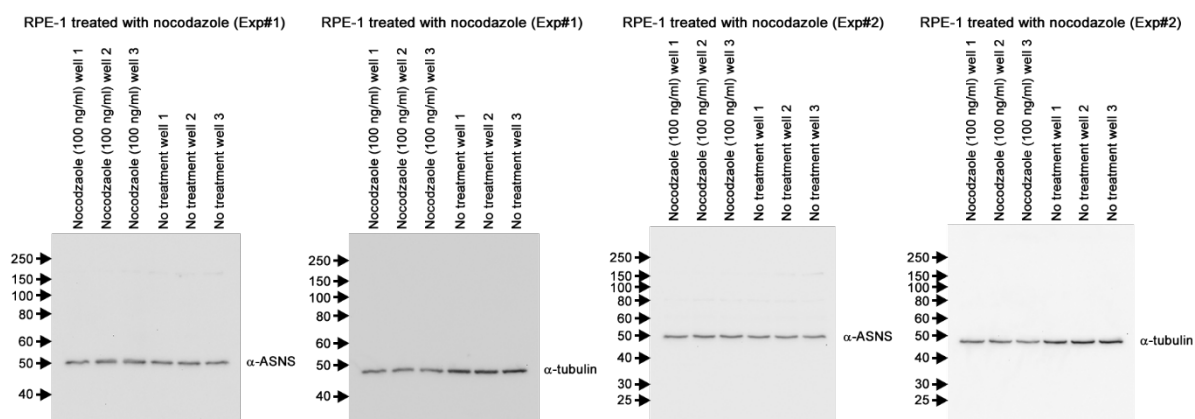 RPE-1 treated with nocodazole (Exp#1)
Nocodzaole (100 ng/ml) well 1
Nocodzaole (100 ng/ml) well 2
Nocodzaole (100 ng/ml) well 3
No treatment well 1
No treatment well 2
No treatment well 3
250
150
100
80
60
50
40
α-ASNS
RPE-1 treated with nocodazole (Exp#1)
Nocodzaole (100 ng/ml) well 1
Nocodzaole (100 ng/ml) well 2
Nocodzaole (100 ng/ml) well 3
No treatment well 1
No treatment well 2
No treatment well 3
250
150
100
80
60
50
40
α-tubulin
RPE-1 treated with nocodazole (Exp#2)
Nocodzaole (100 ng/ml) well 1
Nocodzaole (100 ng/ml) well 2
Nocodzaole (100 ng/ml) well 3
No treatment well 1
No treatment well 2
No treatment well 3
250
150
100
80
60
50
40
30
25
α-ASNS
RPE-1 treated with nocodazole (Exp#2)
Nocodzaole (100 ng/ml) well 1
Nocodzaole (100 ng/ml) well 2
Nocodzaole (100 ng/ml) well 3
No treatment well 1
No treatment well 2
No treatment well 3
250
150
100
80
60
50
40
30
25
α-tubulin